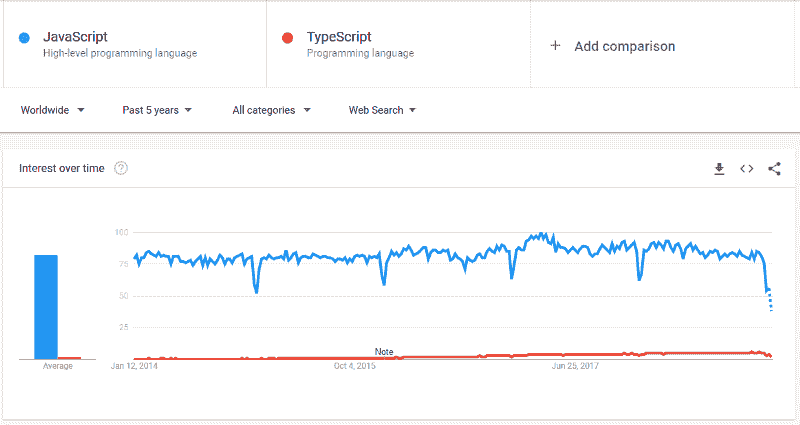 JavaScript
High-level programming language
TypeScript
Programming language
+ Add comparison
Worldwide
Past 5 years
All categories
Web Search
Interest over time
?
100
75
50
25
Note
Average
Jan 12, 2014
Oct 4, 2015
Jun 25, 2017